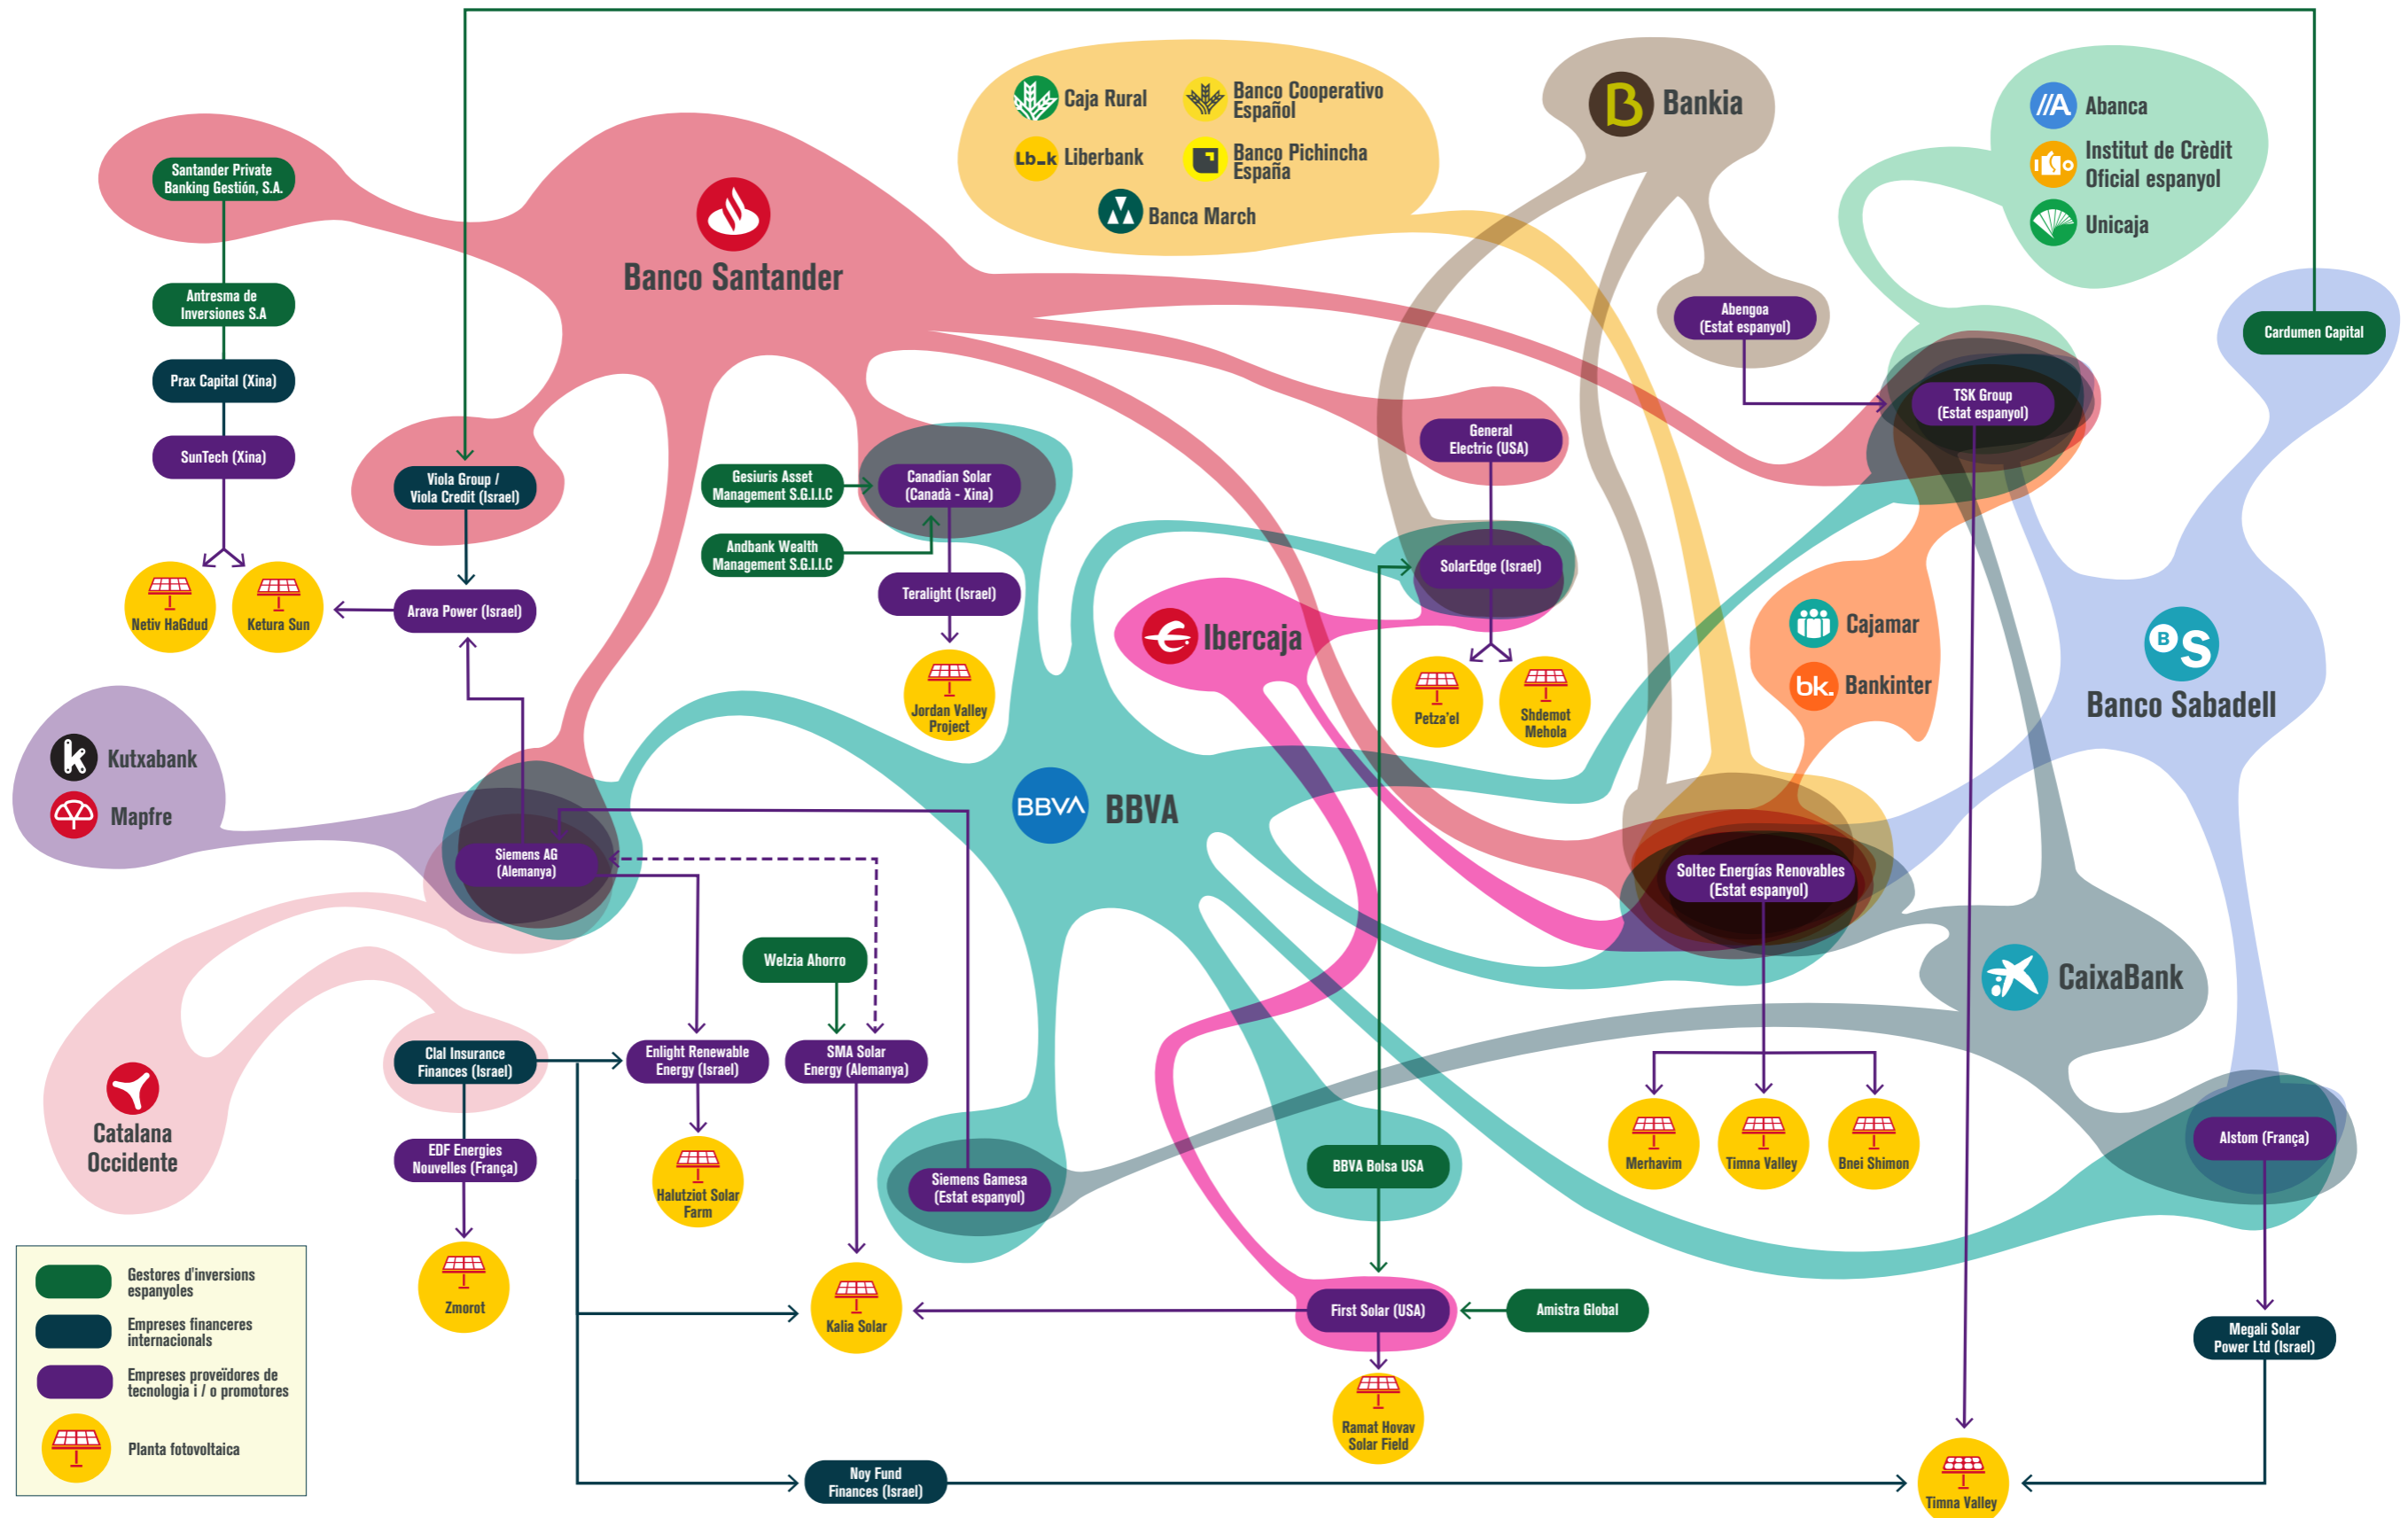 Caja Rural
Banco Cooperativo
Español
Lb_k
Liberbank
Banco Pichincha
España
Banca March
B
Bankia
//A
Abanca
ICO
Institut de Crèdit
Oficial espanyol
Unicaja
Santander Private
Banking Gestión, S.A.
Banco Santander
Antresma de
Inversiones S.A
Abengoa
(Estat espanyol)
Cardumen Capital
Prax Capital (Xina)
TSK Group
(Estat espanyol)
SunTech (Xina)
General
Electric (USA)
Viola Group /
Viola Credit (Israel)
Gesiuris Asset
Management S.G.I.I.C
Canadian Solar
(Canadà - Xina)
Andbank Wealth
Management S.G.I.I.C
SolarEdge (Israel)
Teralight (Israel)
Netiv HaGdud
Ketura Sun
Arava Power (Israel)
Ibercaja
Cajamar
bk.
Bankinter
BS
Banco Sabadell
Jordan Valley
Project
Petza'el
Shdemot
Mehola
k
Kutxabank
Mapfre
BBVA
BBVA
Siemens AG
(Alemanya)
Soltec Energías Renovables
(Estat espanyol)
Welzia Ahorro
CaixaBank
Clal Insurance
Finances (Israel)
Enlight Renewable
Energy (Israel)
SMA Solar
Energy (Alemanya)
Catalana
Occidente
EDF Energies
Nouvelles (França)
Halutziot Solar
Farm
Siemens Gamesa
(Estat espanyol)
BBVA Bolsa USA
Merhavim
Timna Valley
Bnei Shimon
Alstom (França)
Zmorot
Kalia Solar
First Solar (USA)
Amistra Global
Megali Solar
Power Ltd (Israel)
Ramat Hovav
Solar Field
Noy Fund
Finances (Israel)
Timna Valley
Gestores d'inversions
espanyoles
Empreses financeres
internacionals
Empreses proveïdores de
tecnologia i / o promotores
Planta fotovoltaica